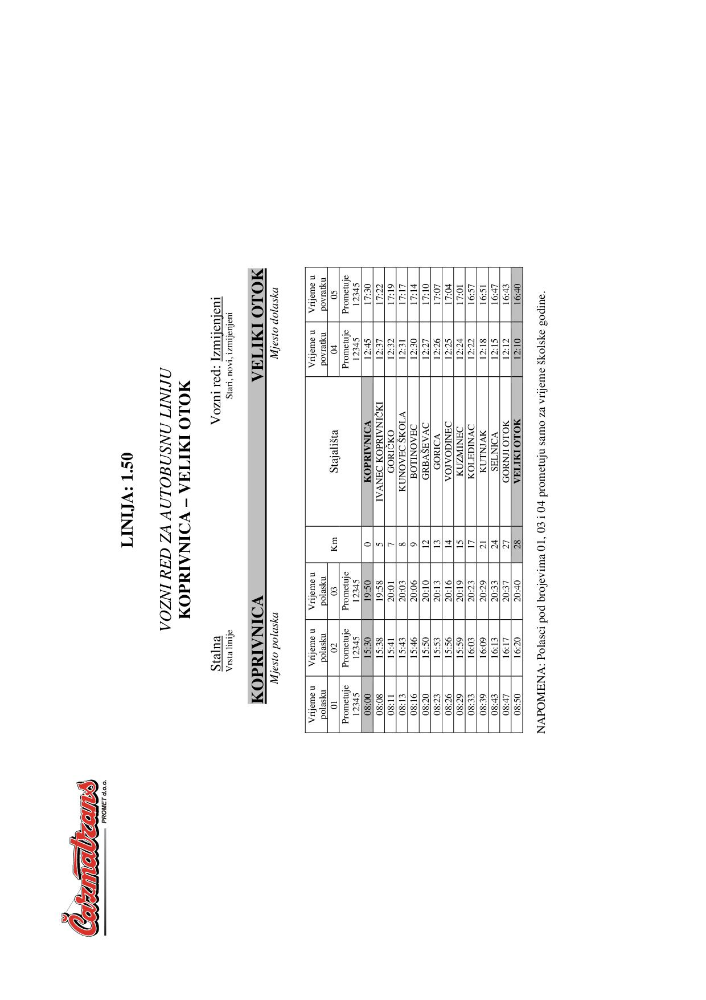 Čazmatrans
PROMET d.o.o.
LINIJA: 1.50
VOZNI RED ZA AUTOBUSNU LINIJU
KOPRIVNICA – VELIKI OTOK
Stalna Vozni red: Izmijenjeni
Vrsta linije Stari, novi, izmijenjeni
KOPRIVNICA VELIKI OTOK
Mjesto polaska Mjesto dolaska
Vrijeme u polasku Vrijeme u polasku Vrijeme u polasku Km Stajališta Vrijeme u povratku Vrijeme u povratku
01 02 03 04 05
Prometuje 12345 Prometuje 12345 Prometuje 12345 Prometuje 12345 Prometuje 12345
08:00 15:30 19:50 0 KOPRIVNICA 12:45 17:30
08:08 15:38 19:58 5 IVANEC KOPRIVNIČKI 12:37 17:22
08:11 15:41 20:01 7 GORIČKO 12:32 17:19
08:13 15:43 20:03 8 KUNOVEC ŠKOLA 12:31 17:17
08:16 15:46 20:06 9 BOTINOVEC 12:30 17:14
08:20 15:50 20:10 12 GRBAŠEVAC 12:27 17:10
08:23 15:53 20:13 13 GORICA 12:26 17:07
08:26 15:56 20:16 14 VOJVODINEC 12:25 17:04
08:29 15:59 20:19 15 KUZMINEC 12:24 17:01
08:33 16:03 20:23 17 KOLEDINAC 12:22 16:57
08:39 16:09 20:29 21 KUTNJAK 12:18 16:51
08:43 16:13 20:33 24 SELNICA 12:15 16:47
08:47 16:17 20:37 27 GORNJI OTOK 12:12 16:43
08:50 16:20 20:40 28 VELIKI OTOK 12:10 16:40
NAPOMENA: Polasci pod brojevima 01, 03 i 04 prometuju samo za vrijeme školske godine.